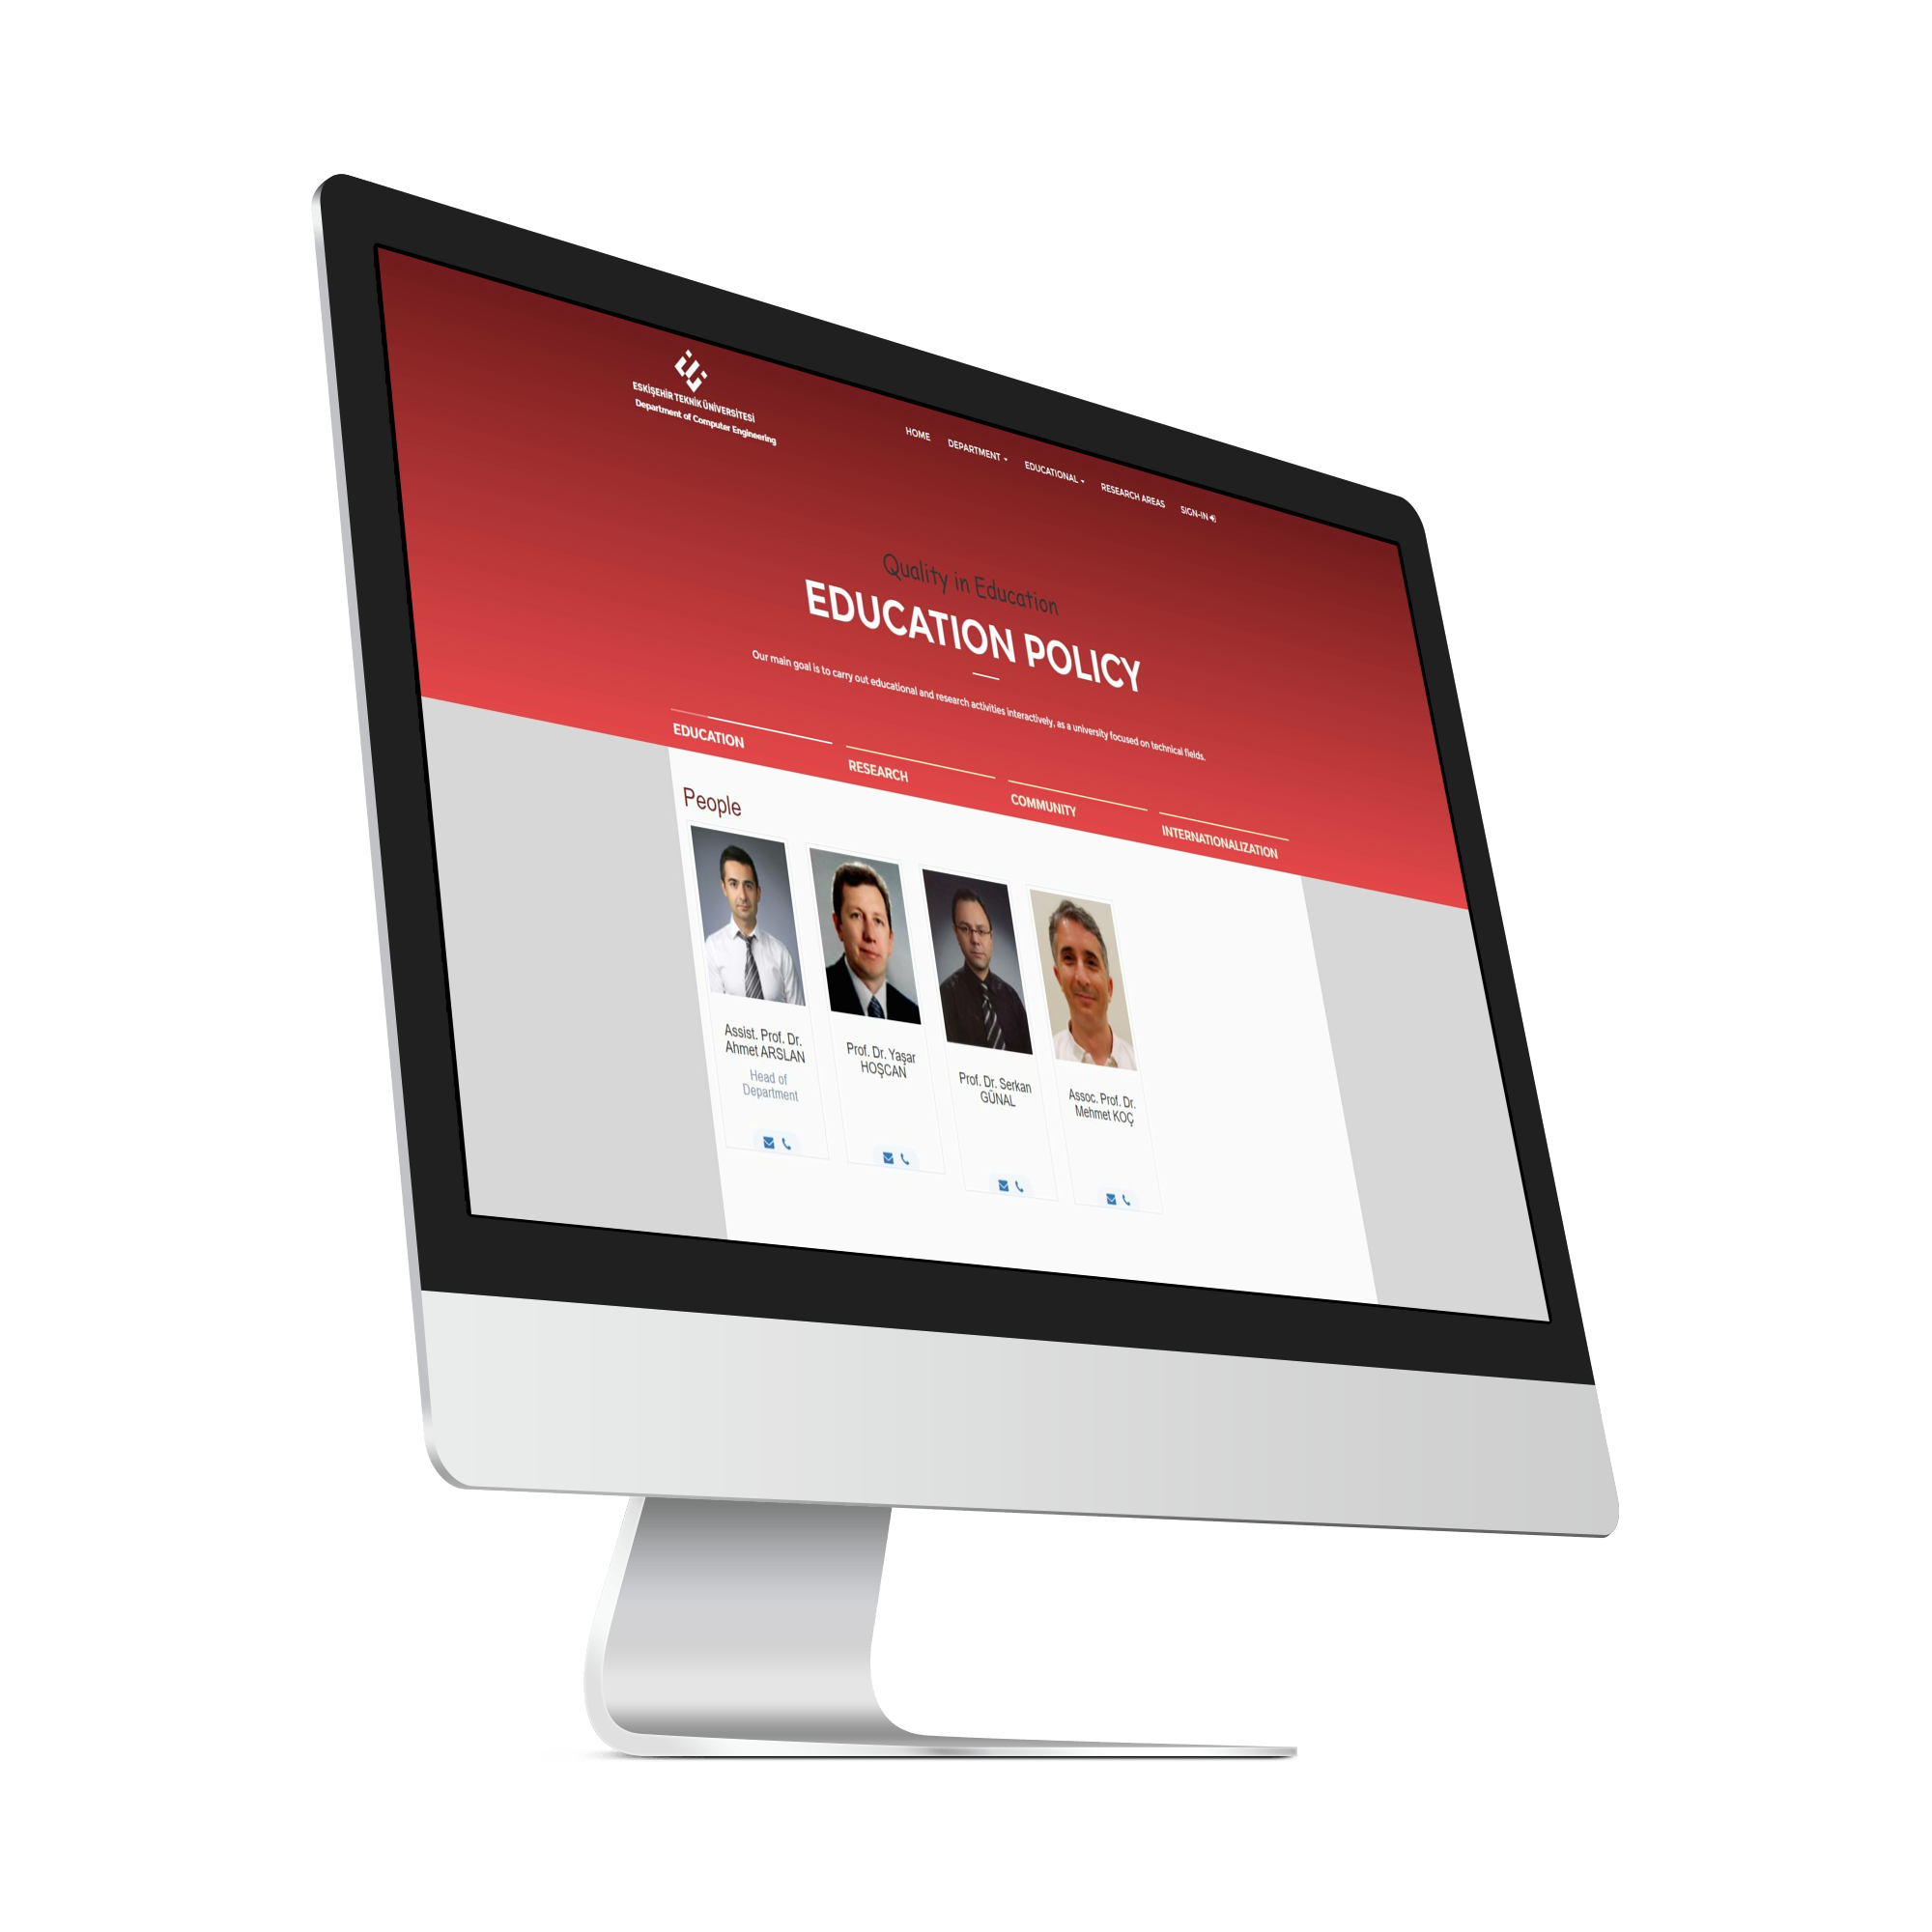 ESKİŞEHİR TEKNİK ÜNİVERSİTESİ
Department of Computer Engineering
HOME
DEPARTMENT
EDUCATIONAL
RESEARCH AREAS
SIGN-IN
Quality in Education
EDUCATION POLICY
Our main goal is to carry out educational and research activities interactively, as a university focused on technical fields.
EDUCATION
RESEARCH
COMMUNITY
INTERNATIONALIZATION
People
Assist. Prof. Dr.
Ahmet ARSLAN
Head of
Department
Prof. Dr. Yaşar
HOŞCAN
Prof. Dr. Serkan
GÜNAL
Assoc. Prof. Dr.
Mehmet KOÇ